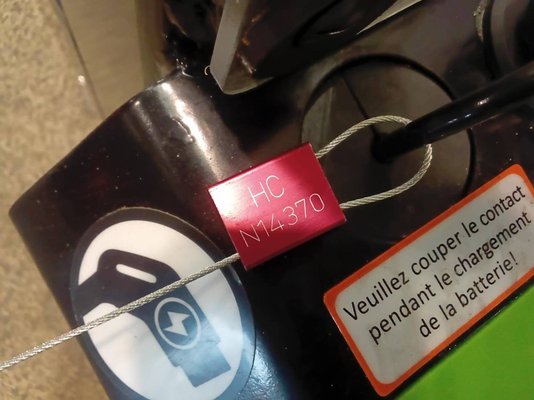 HC
N14370
Veuillez couper le contact
pendant le chargement
de la batterie!